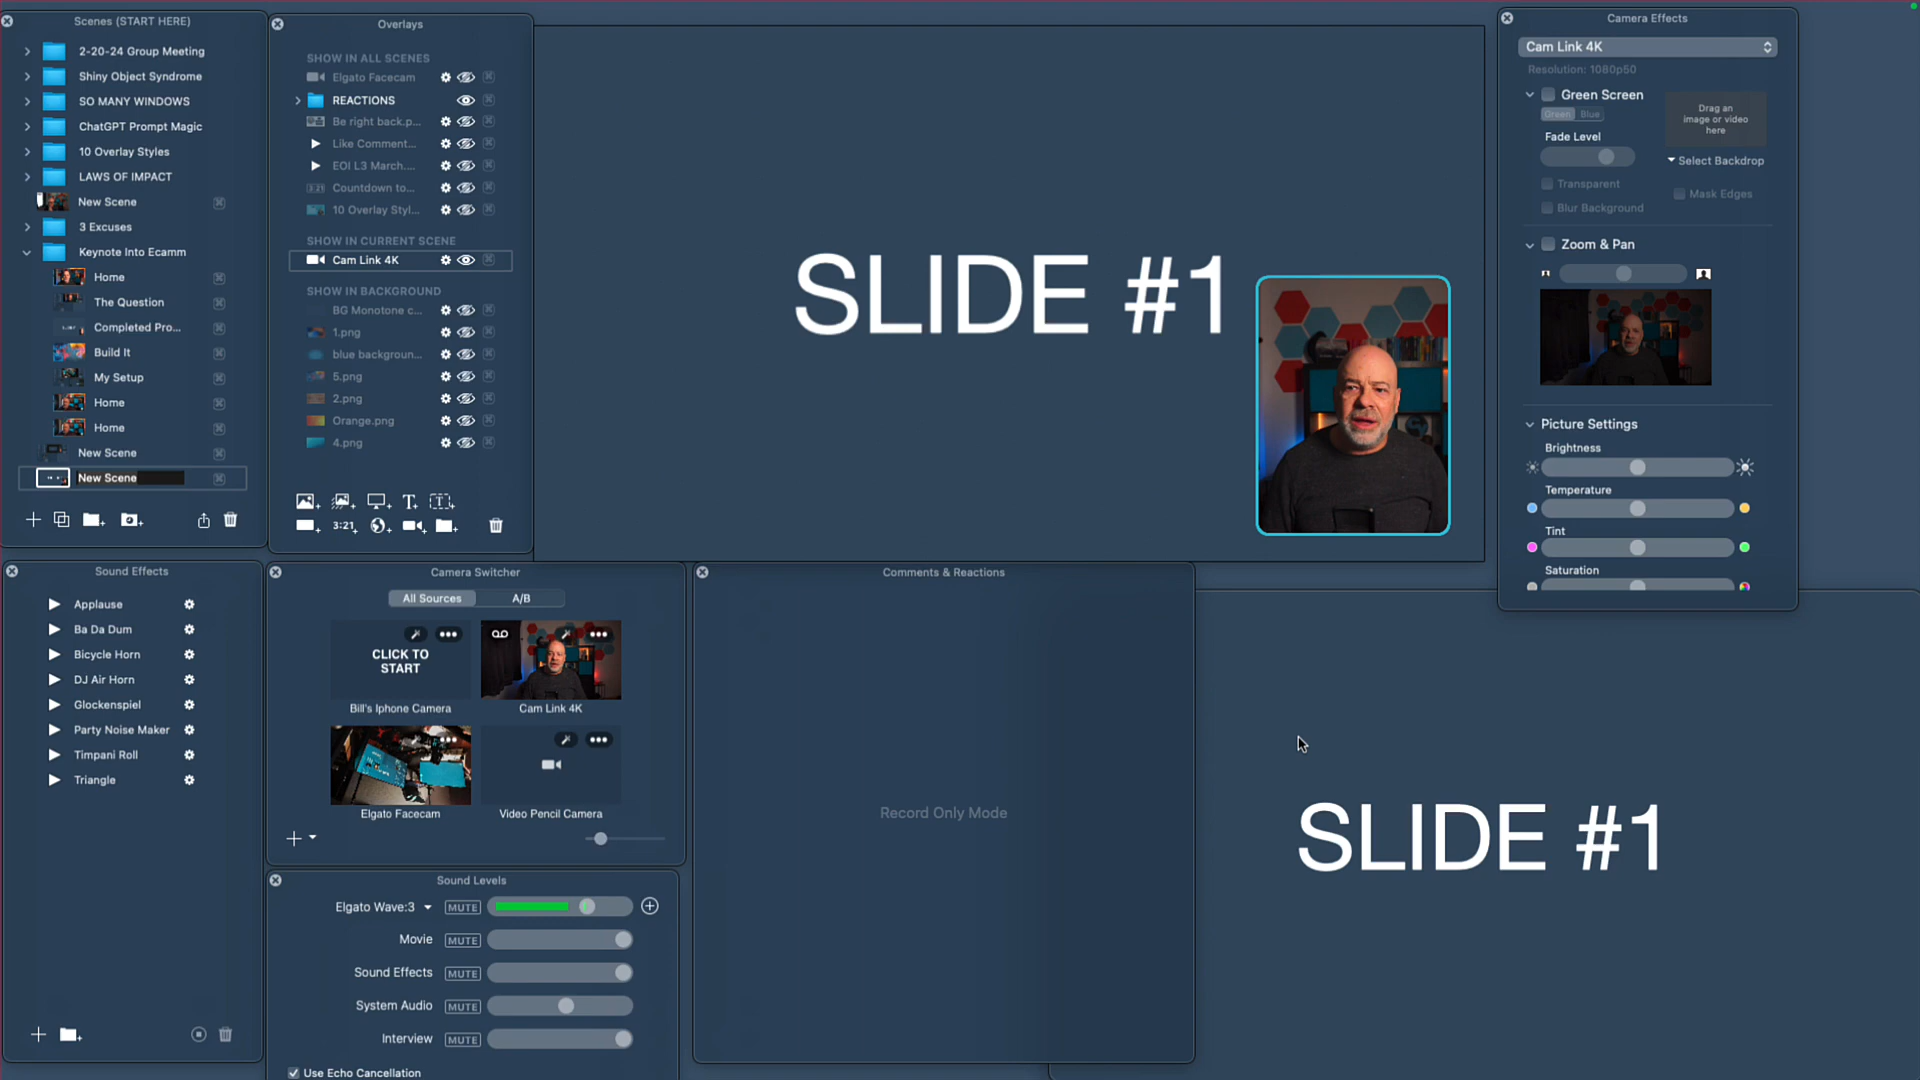 Scenes (START HERE)
2-20-24 Group Meeting
Shiny Object Syndrome
SO MANY WINDOWS
ChatGPT Prompt Magic
10 Overlay Styles
LAWS OF IMPACT
New Scene
3 Excuses
Keynote Into Ecamm
Home
The Question
Completed Pro...
Build It
My Setup
Home
Home
New Scene
New Scene
Overlays
SHOW IN ALL SCENES
Elgato Facecam
REACTIONS
Be right back.p...
Like Comment...
EOI L3 March....
Countdown to...
10 Overlay Styl...
SHOW IN CURRENT SCENE
Cam Link 4K
SHOW IN BACKGROUND
BG Monotone c...
1.png
blue backgroun...
5.png
2.png
Orange.png
4.png
3:21
SLIDE #1
Camera Effects
Cam Link 4K
Resolution: 1080p50
Green Screen
Green Blue
Fade Level
Drag an
image or video
here
Select Backdrop
Transparent
Mask Edges
Blur Background
Zoom & Pan
Picture Settings
Brightness
Temperature
Tint
Saturation
Sound Effects
Applause
Ba Da Dum
Bicycle Horn
DJ Air Horn
Glockenspiel
Party Noise Maker
Timpani Roll
Triangle
Camera Switcher
All Sources A/B
CLICK TO
START
Bill's Iphone Camera
Cam Link 4K
Elgato Facecam
Video Pencil Camera
Sound Levels
Elgato Wave:3 MUTE
Movie MUTE
Sound Effects MUTE
System Audio MUTE
Interview MUTE
Use Echo Cancellation
Comments & Reactions
Record Only Mode
SLIDE #1